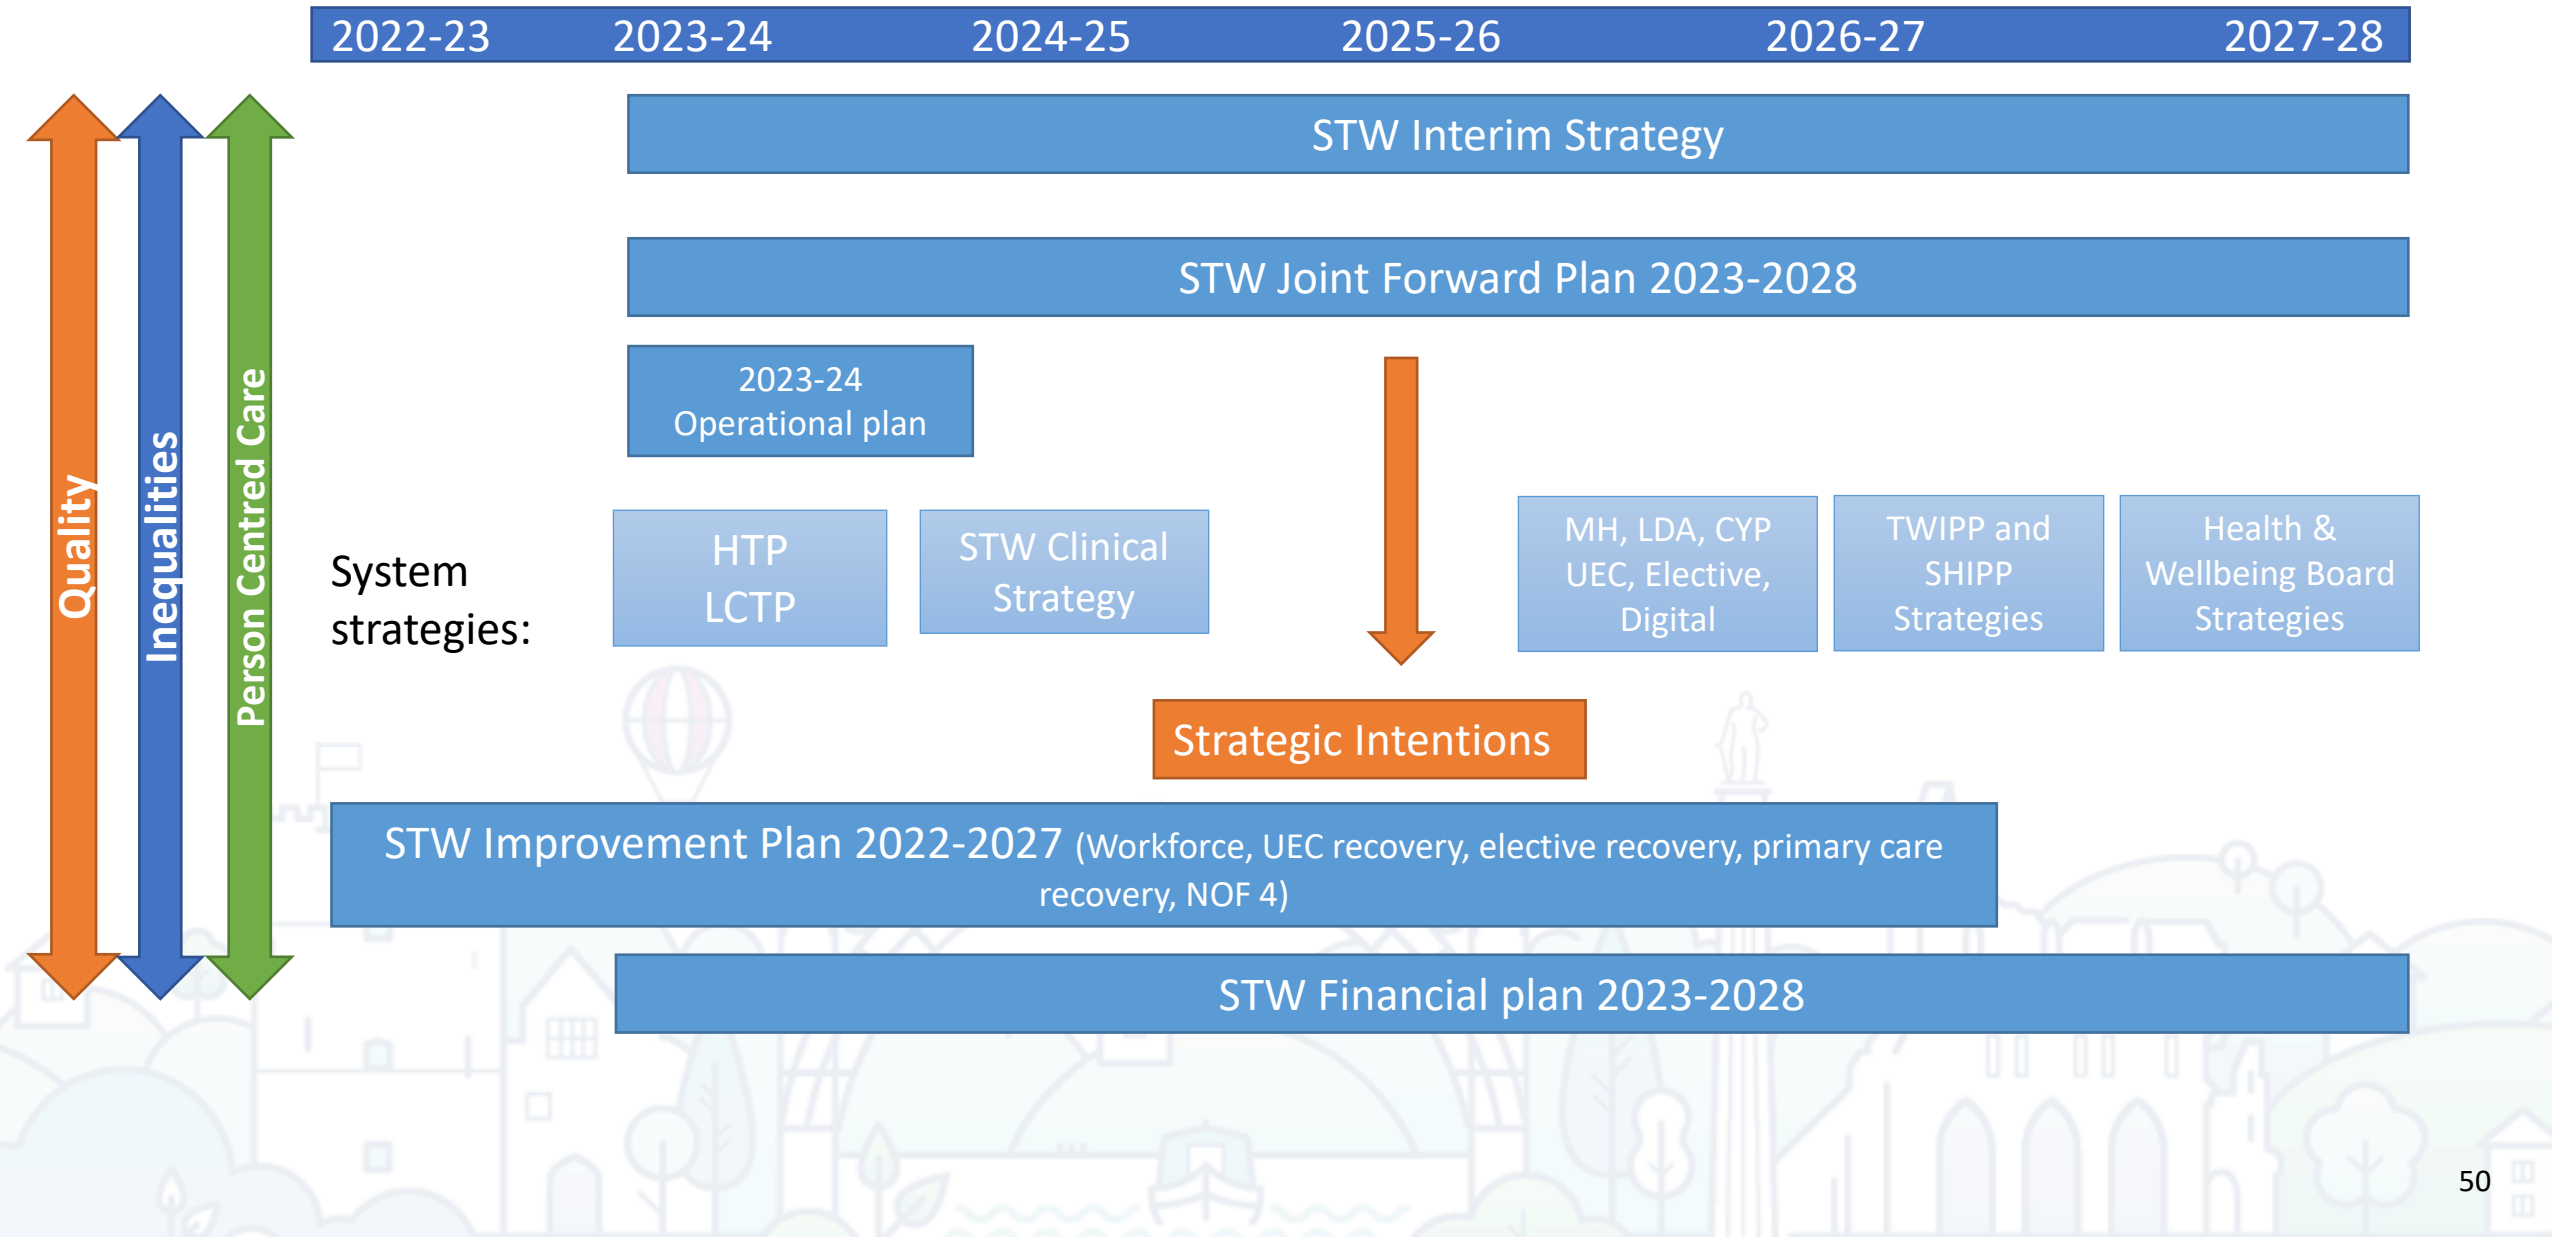 2022-23 2023-24 2024-25 2025-26 2026-27 2027-28
STW Interim Strategy
STW Joint Forward Plan 2023-2028
2023-24
Operational plan
Quality
Inequalities
Person Centred Care
System
strategies:
HTP
LCTP
STW Clinical
Strategy
MH, LDA, CYP
UEC, Elective,
Digital
TWIPP and
SHIPP
Strategies
Health &
Wellbeing Board
Strategies
Strategic Intentions
STW Improvement Plan 2022-2027 (Workforce, UEC recovery, elective recovery, primary care
recovery, NOF 4)
STW Financial plan 2023-2028
50